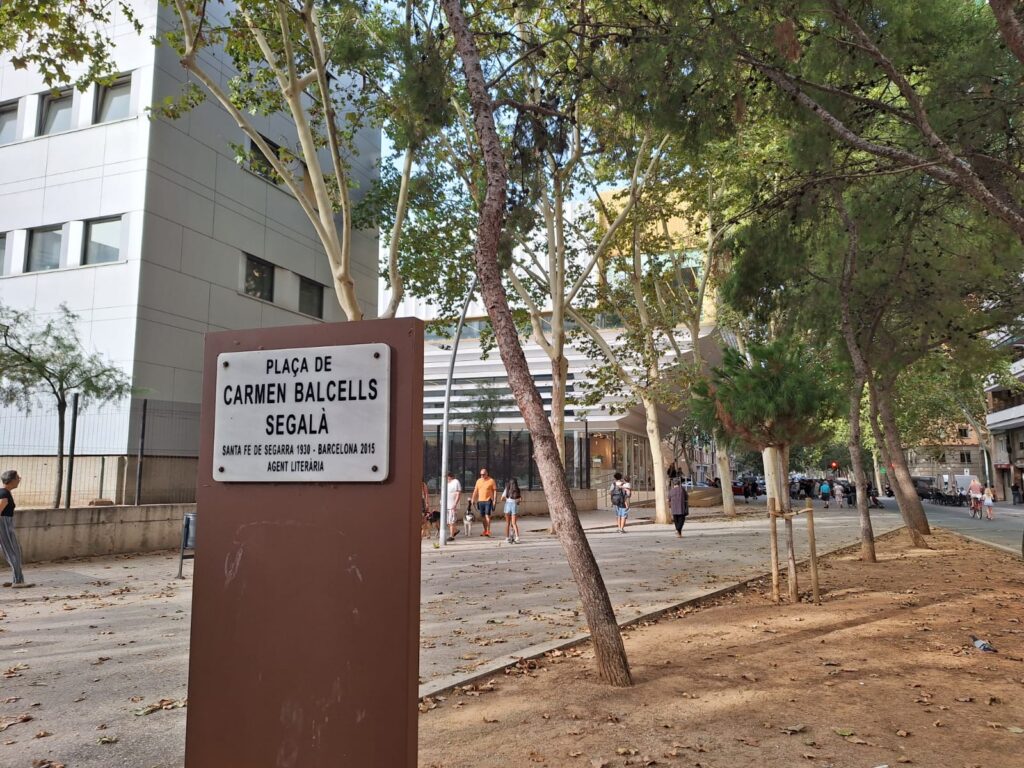 PLAÇA DE
CARMEN BALCELLS
SEGALÀ
SANTA FE DE SEGARRA 1930 - BARCELONA 2015
AGENT LITERÀRIA